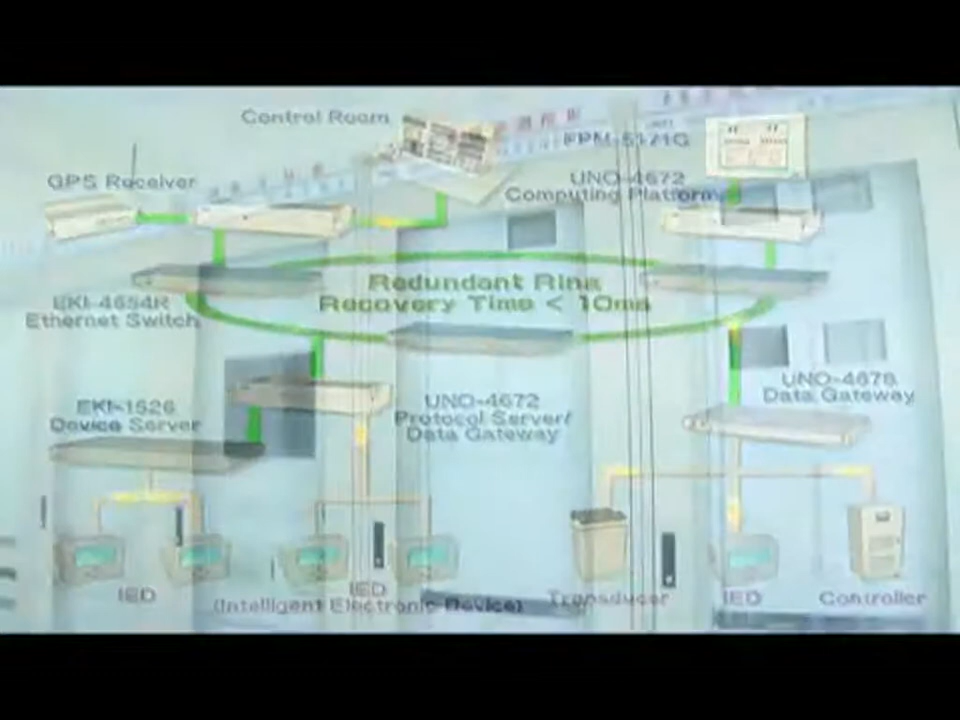 Control Room
FPM-5171G
GPS Receiver
UNO-4672
Computing Platform
Redundant Ring
Recovery Time < 10ms
EKI-4654R
Ethernet Switch
UNO-4678
Data Gateway
EKI-1526
Device Server
UNO-4672
Protocol Server/
Data Gateway
IED
IED
(Intelligent Electronic Device)
Transducer
IED
Controller